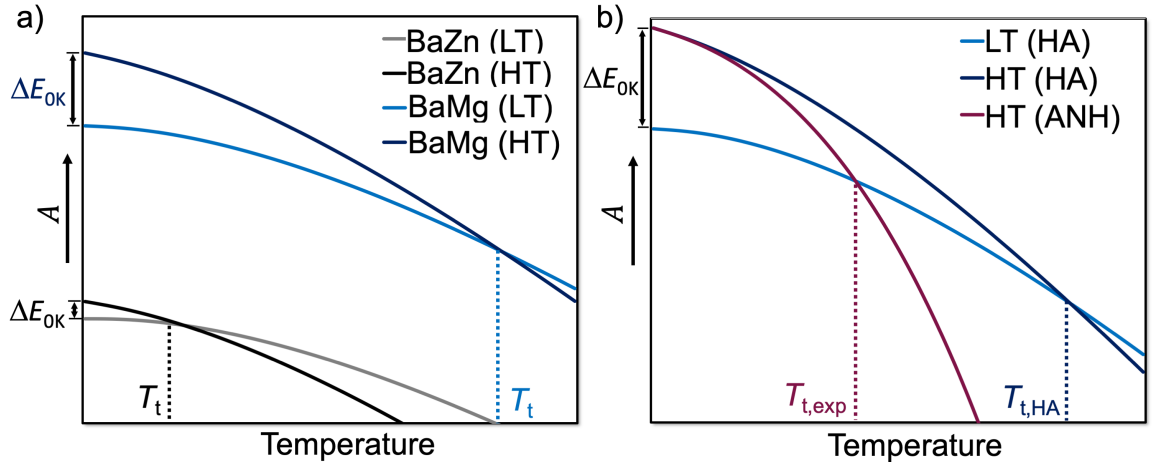 a)
BaZn (LT)
BaZn (HT)
BaMg (LT)
BaMg (HT)
ΔE0K
A
ΔE0K
Tt
Tt
Temperature
b)
LT (HA)
HT (HA)
HT (ANH)
ΔE0K
A
Tt,exp
Tt,HA
Temperature